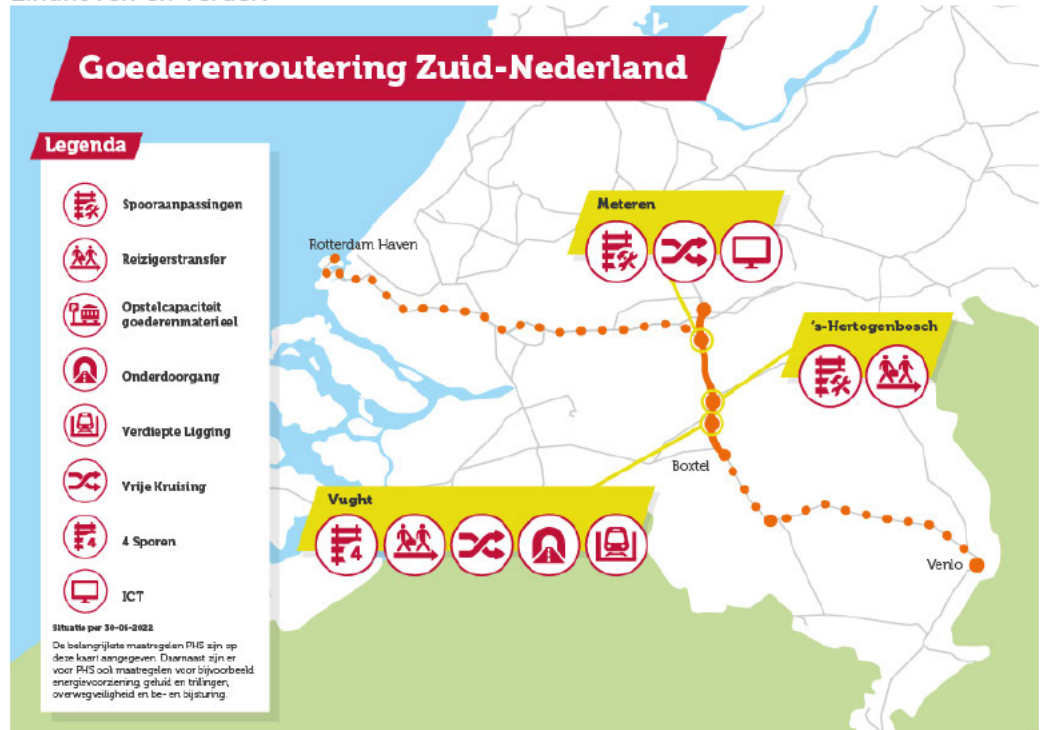 Goederenroutering Zuid-Nederland
Legenda
Spooraanpassingen
Reizigerstransfer
Opstelcapaciteit
goederenmaterieel
Onderdoorgang
Verdiepte Ligging
Vrije Kruising
4
4 Sporen
ICT
Situatie per 30-06-2022
De belangrijkste maatregelen PHS zijn op
deze kaart aangegeven. Daarnaast zijn er
voor PHS ook maatregelen voor bijvoorbeeld
energievoorziening, geluid en trillingen,
overwegveiligheid en be- en bijsturing.
Rotterdam Haven
Meteren
's-Hertogenbosch
Boxtel
Vught
4
Venlo